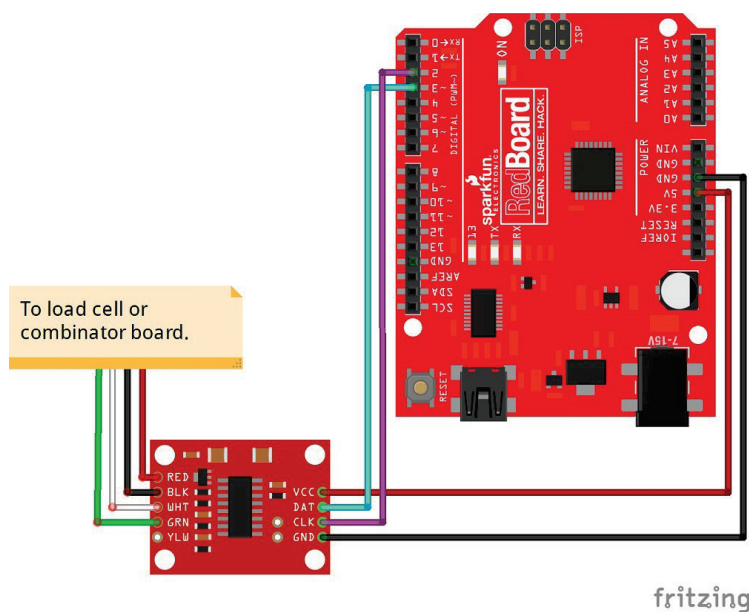 ISP
ON
RX→0
TX→1
2
3 ~
4
5 ~
6 ~
7
DIGITAL (PWM~)
8
9 ~
10 ~
11 ~
12
13
GND
AREF
SDA
SCL
sparkfun
ELECTRONICS
RedBoard
LEARN. SHARE. HACK.
13
TX
RX
ANALOG IN
A5
A4
A3
A2
A1
A0
POWER
VIN
GND
GND
5V
3.3V
RESET
IOREF
7-15V
RESET
To load cell or
combinator board.
RED
BLK
WHT
GRN
YLW
VCC
DAT
CLK
GND
fritzing